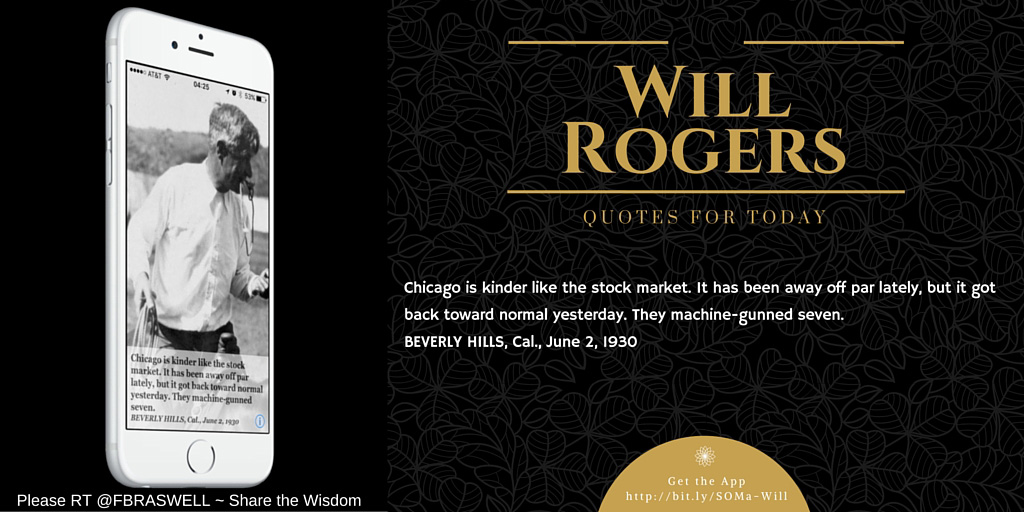 AT&T
04:25
53%
Chicago is kinder like the stock
market. It has been away off par
lately, but it got back toward normal
yesterday. They machine-gunned
seven.
BEVERLY HILLS, Cal., June 2, 1930
Please RT @FBRASWELL ~ Share the Wisdom
WILL
ROGERS
QUOTES FOR TODAY
Chicago is kinder like the stock market. It has been away off par lately, but it got
back toward normal yesterday. They machine-gunned seven.
BEVERLY HILLS, Cal., June 2, 1930
Get the App
http://bit.ly/SOMa-Will